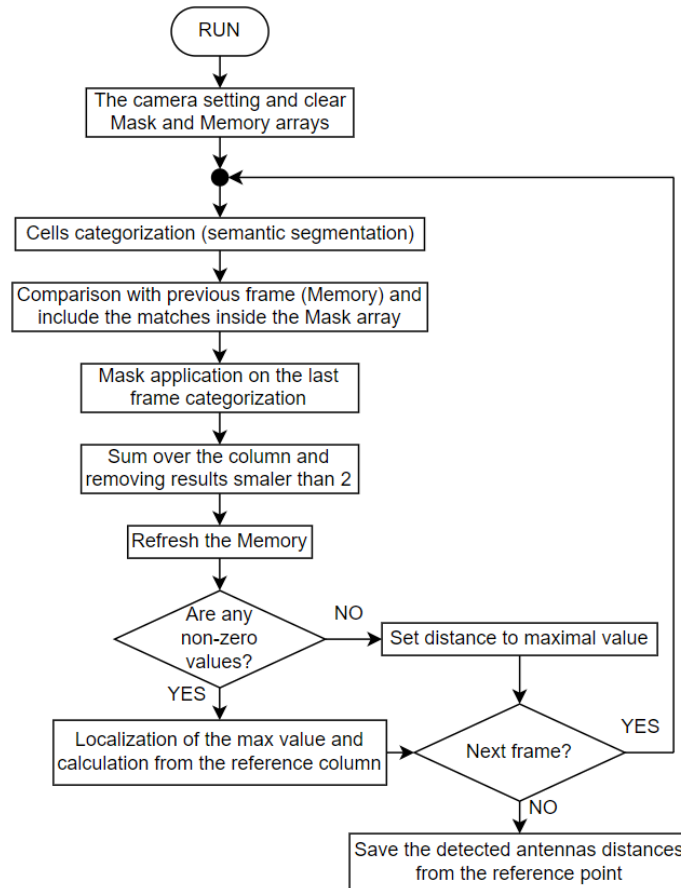 RUN
The camera setting and clear
Mask and Memory arrays
Cells categorization (semantic segmentation)
Comparison with previous frame (Memory) and
include the matches inside the Mask array
Mask application on the last
frame categorization
Sum over the column and
removing results smaler than 2
Refresh the Memory
Are any
non-zero
values?
NO
Set distance to maximal value
YES
Localization of the max value and
calculation from the reference column
Next frame?
YES
NO
Save the detected antennas distances
from the reference point